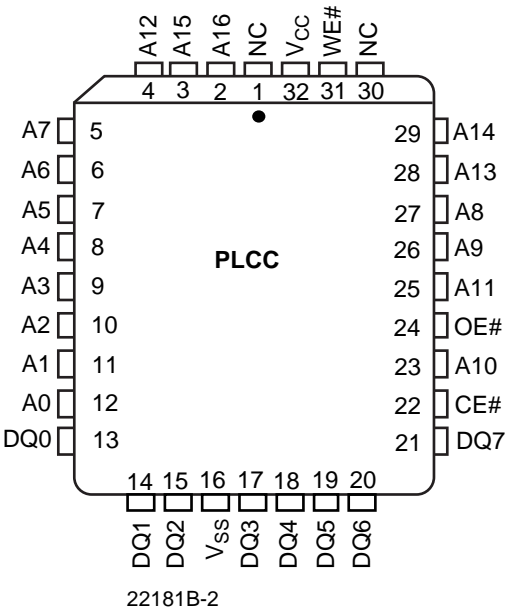 A12 A15 A16 NC VCC WE# NC
4 3 2 1 32 31 30
A7 5 29 A14
A6 6 28 A13
A5 7 27 A8
A4 8 26 A9
PLCC
A3 9 25 A11
A2 10 24 OE#
A1 11 23 A10
A0 12 22 CE#
DQ0 13 21 DQ7
14 15 16 17 18 19 20
DQ1 DQ2 VSS DQ3 DQ4 DQ5 DQ6
22181B-2